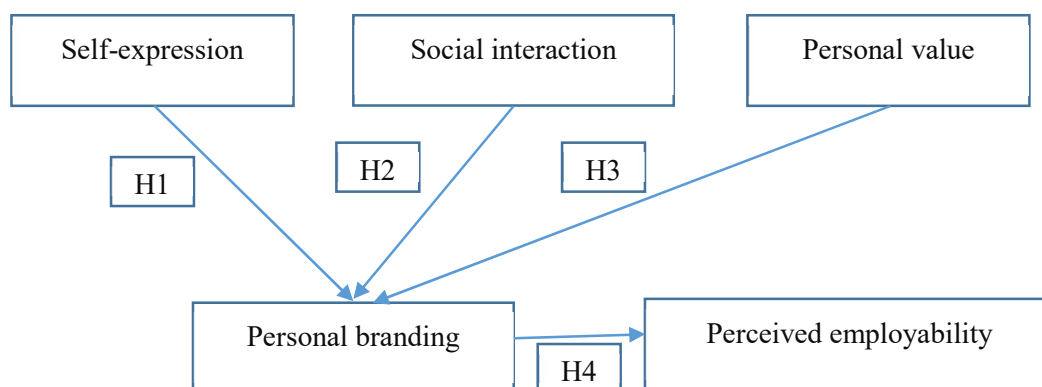 Self-expression
Social interaction
Personal value
H1
H2
H3
Personal branding
Perceived employability
H4